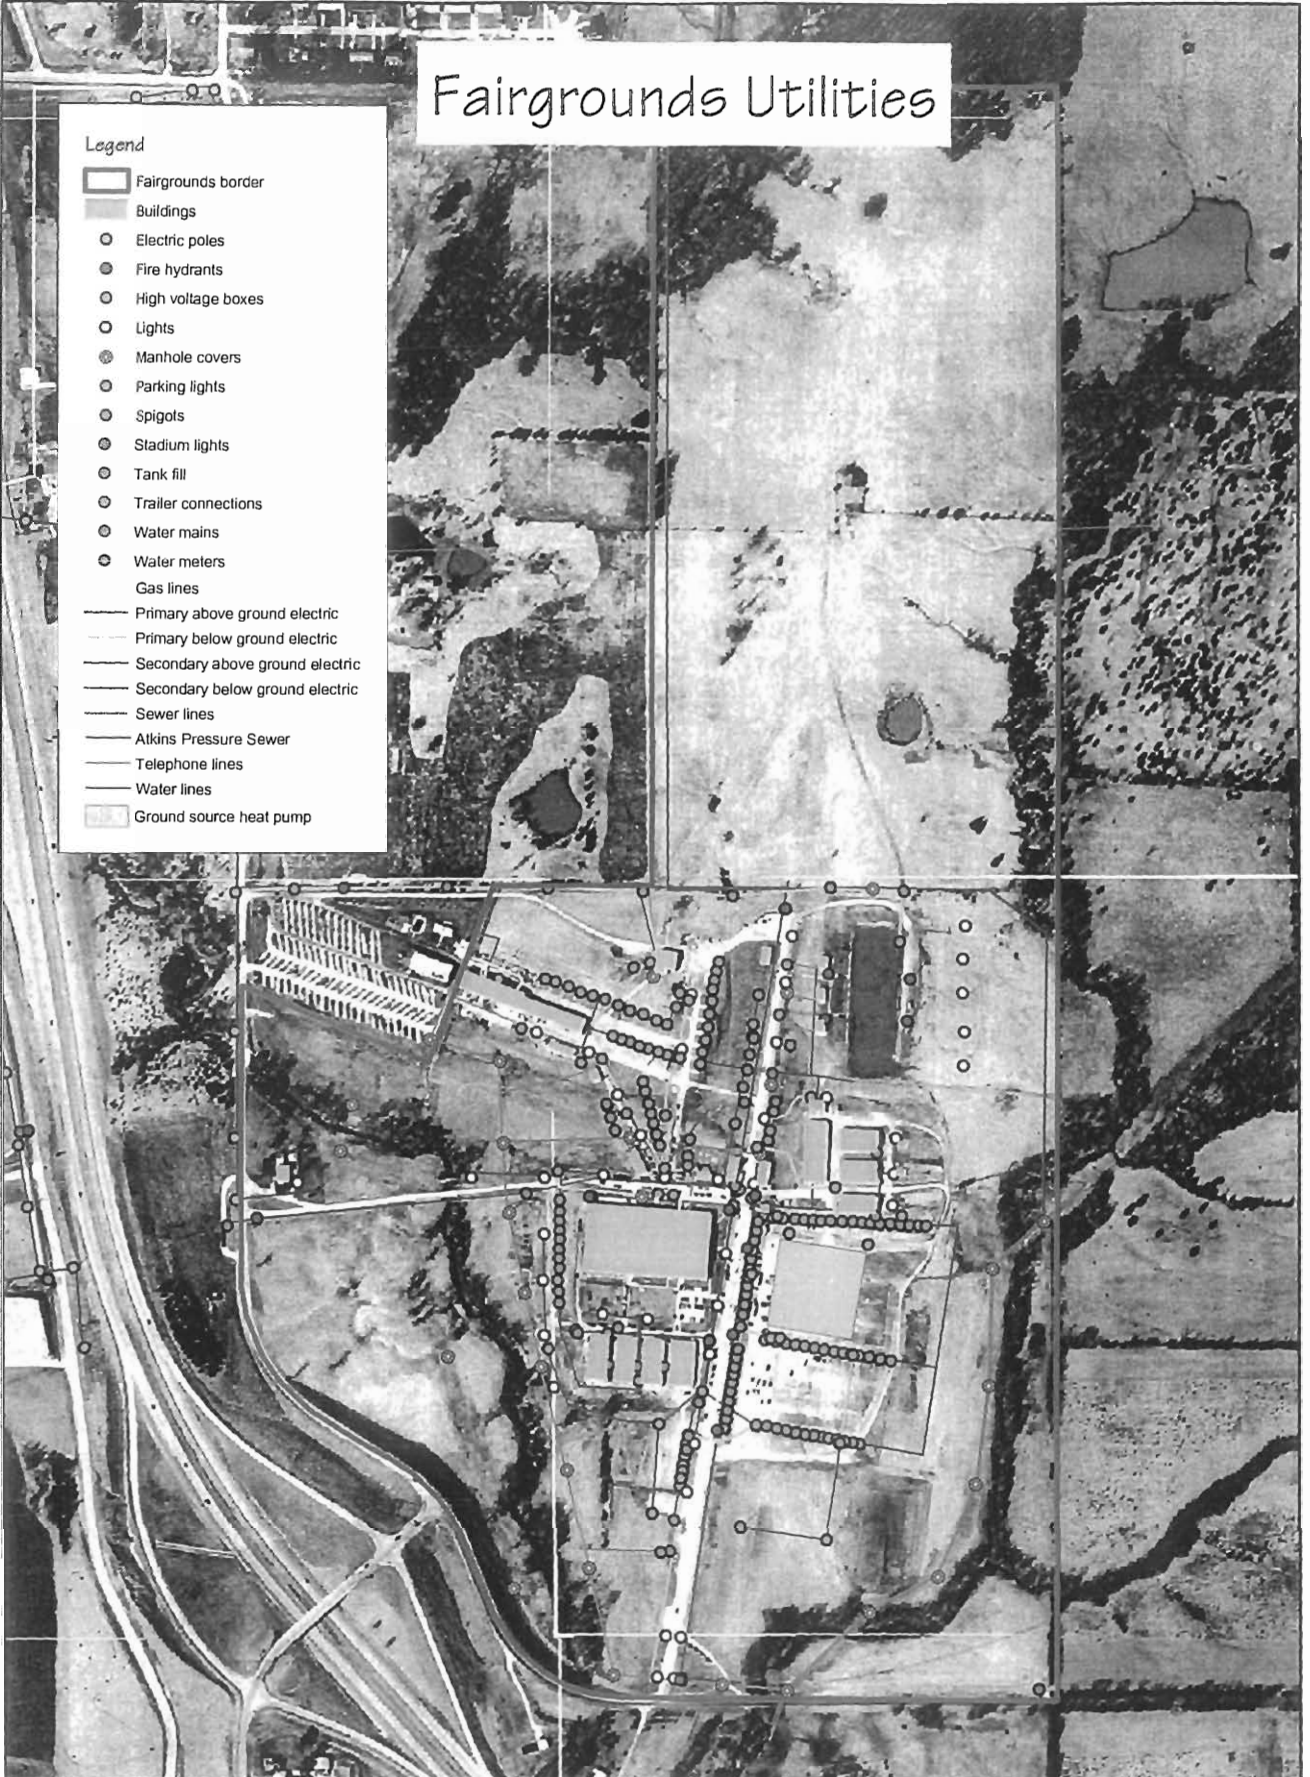 Fairgrounds Utilities
Legend
Fairgrounds border
Buildings
Electric poles
Fire hydrants
High voltage boxes
Lights
Manhole covers
Parking lights
Spigots
Stadium lights
Tank fill
Trailer connections
Water mains
Water meters
Gas lines
Primary above ground electric
Primary below ground electric
Secondary above ground electric
Secondary below ground electric
Sewer lines
Atkins Pressure Sewer
Telephone lines
Water lines
Ground source heat pump